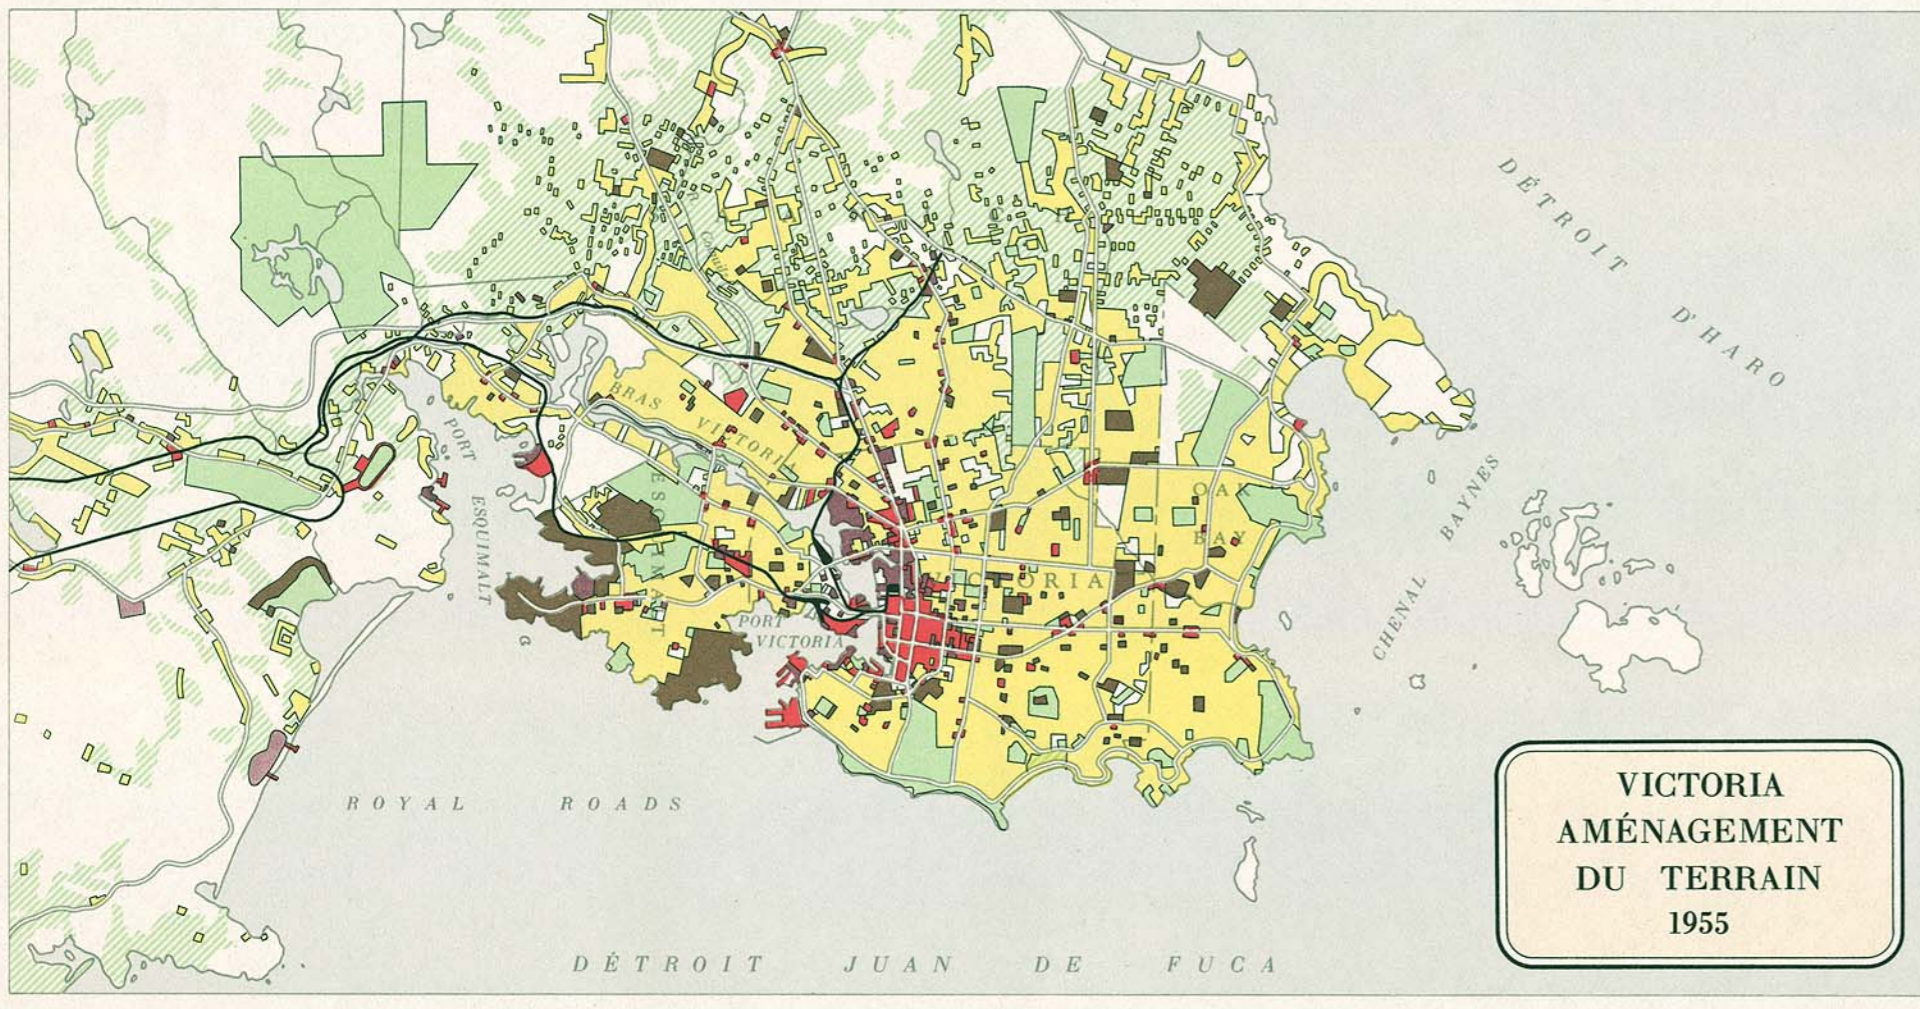 DÉTROIT D'HARO
BRAS VICTORIA
PORT
ESQUIMALT
ESQUIMALT
OAK
BAY
CHENAL BAYNES
VICTORIA
PORT
VICTORIA
ROYAL ROADS
DÉTROIT JUAN DE FUCA
VICTORIA
AMÉNAGEMENT
DU TERRAIN
1955